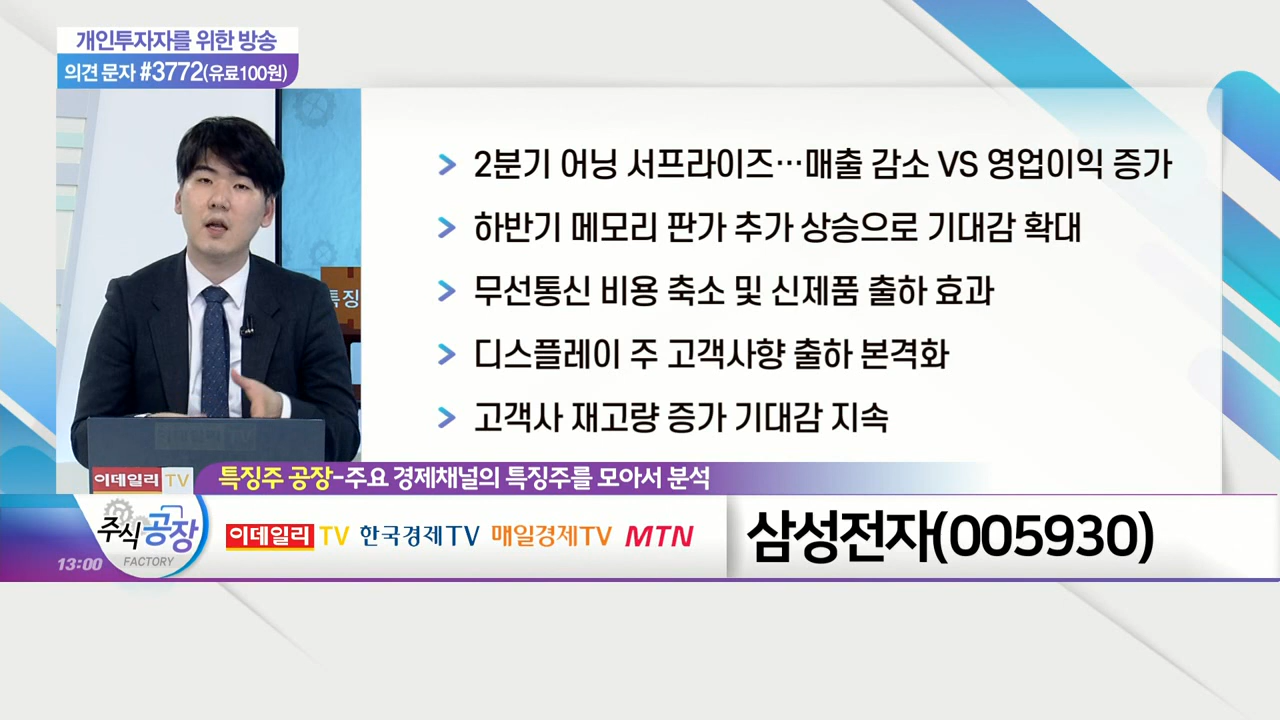 개인투자자를 위한 방송
의견 문자 #3772(유료100원)
2분기 어닝 서프라이즈…매출 감소 VS 영업이익 증가
하반기 메모리 판가 추가 상승으로 기대감 확대
무선통신 비용 축소 및 신제품 출하 효과
디스플레이 주 고객사향 출하 본격화
고객사 재고량 증가 기대감 지속
특징
이데일리 TV
특징주 공장-주요 경제채널의 특징주를 모아서 분석
주식공장
FACTORY
13:00
이데일리 TV 한국경제TV 매일경제TV MTN
삼성전자(005930)